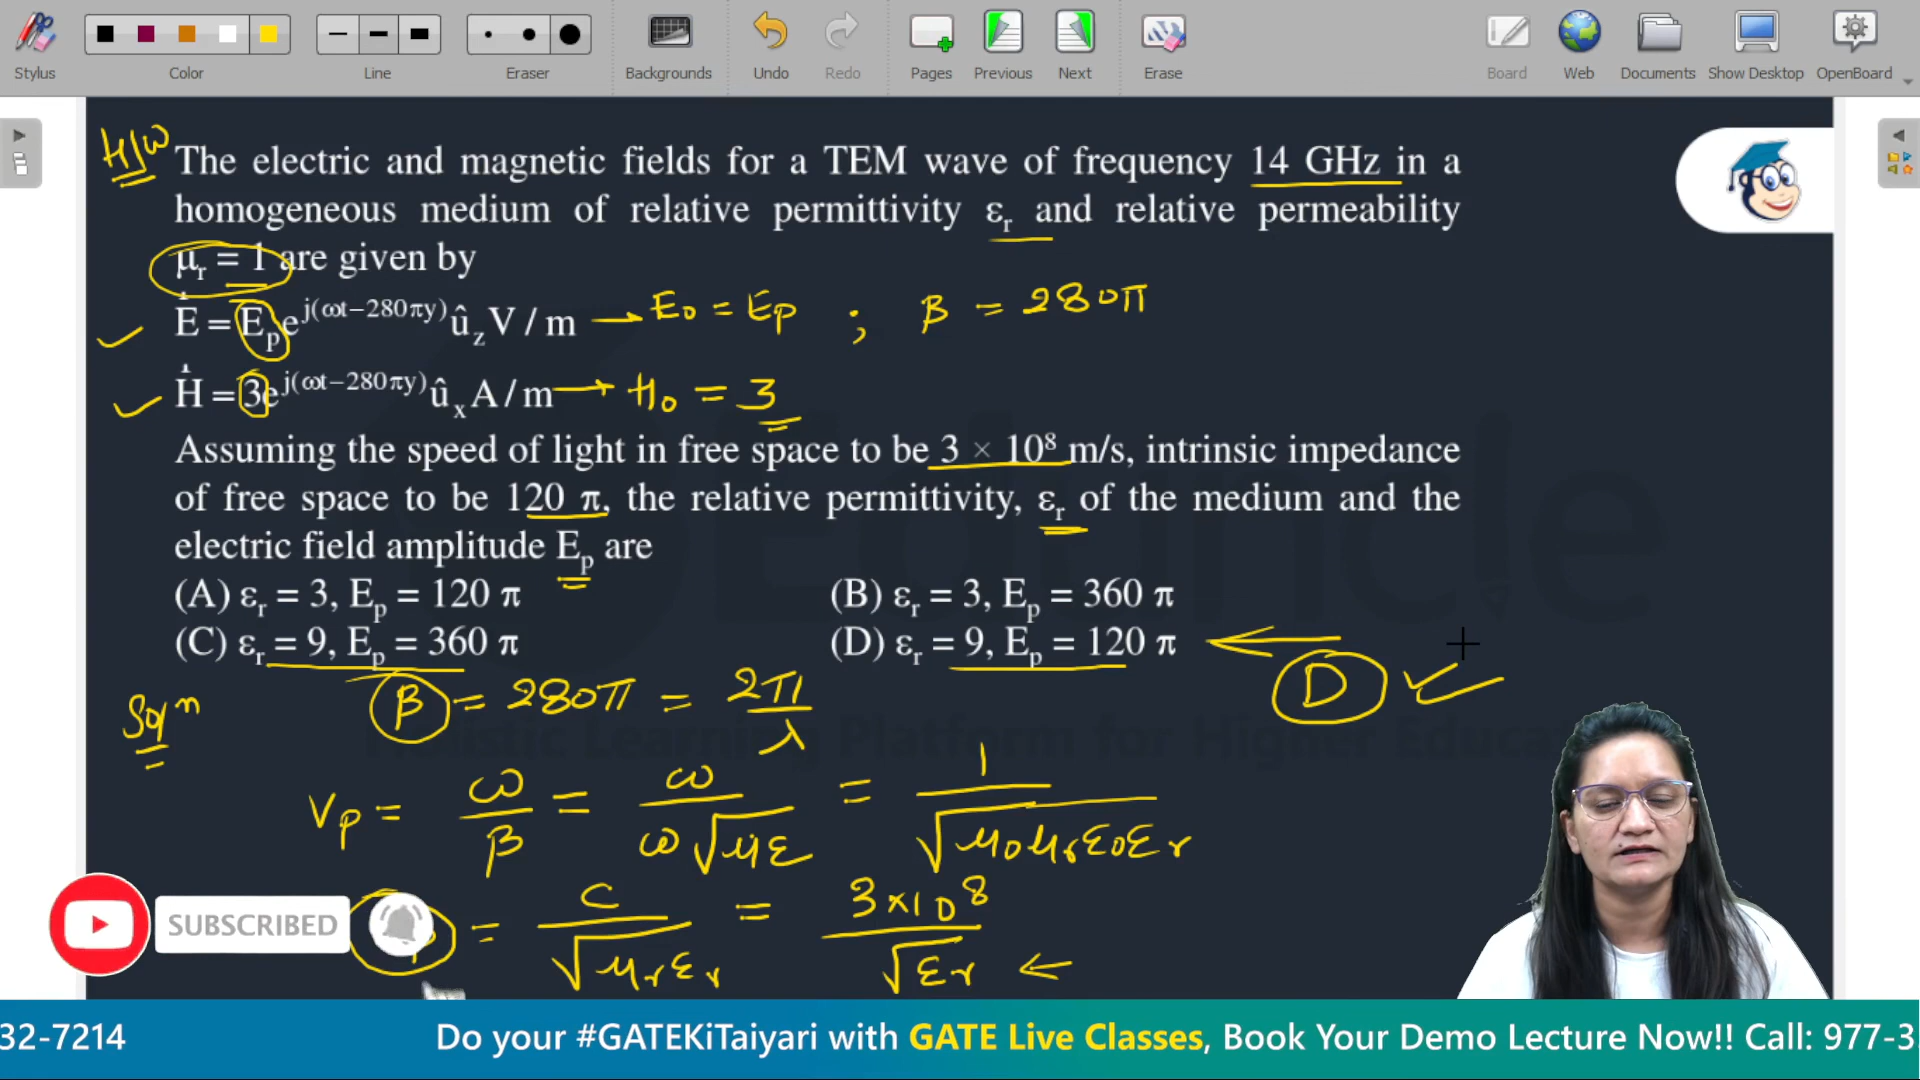 Stylus
Color
Line
Eraser
Backgrounds
Undo
Redo
Pages
Previous
Next
Erase
Board
Web
Documents
Show Desktop
OpenBoard
H/W
The electric and magnetic fields for a TEM wave of frequency 14 GHz in a
homogeneous medium of relative permittivity εr and relative permeability
μr = 1 are given by
E = Ep e^j(ωt−280πy) ûz V / m → E0 = Ep ; β = 280π
H = 3e^j(ωt−280πy) ûx A / m → H0 = 3
Assuming the speed of light in free space to be 3 × 10⁸ m/s, intrinsic impedance
of free space to be 120 π, the relative permittivity, εr of the medium and the
electric field amplitude Ep are
(A) εr = 3, Ep = 120 π (B) εr = 3, Ep = 360 π
(C) εr = 9, Ep = 360 π (D) εr = 9, Ep = 120 π
D
Solⁿ β = 280π = 2π/λ
Vp = ω/β = ω/ω√με = 1/√μ0μrε0εr
= c/√μrεr = 3×10⁸/√εr ←
SUBSCRIBED
32-7214 Do your #GATEKiTaiyari with GATE Live Classes, Book Your Demo Lecture Now!! Call: 977-3